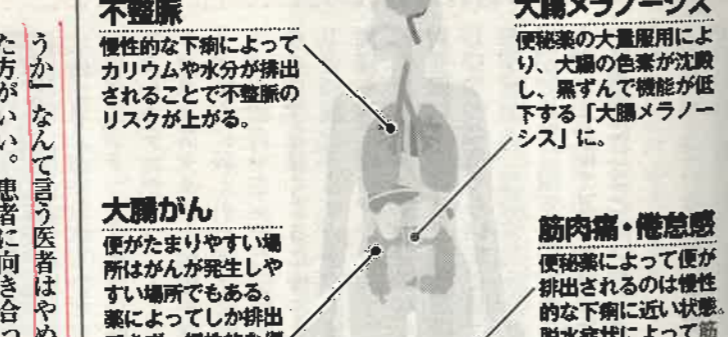 不整脈
慢性的な下痢によって
カリウムや水分が排出
されることで不整脈の
リスクが上がる。
大腸メラノーシス
便秘薬の大量服用によ
り、大腸の色素が沈殿
し、黒ずんで機能が低
下する「大腸メラノー
シス」に。
大腸がん
便がたまりやすい場
所はがんが発生しや
すい場所でもある。
薬によってしか排出
筋肉痛・倦怠感
便秘薬によって便が
排出されるのは慢性
的な下痢に近い状態。
脱水症状によって筋
うか」なんて言う医者はやめ
た方がいい。患者に向き合っ